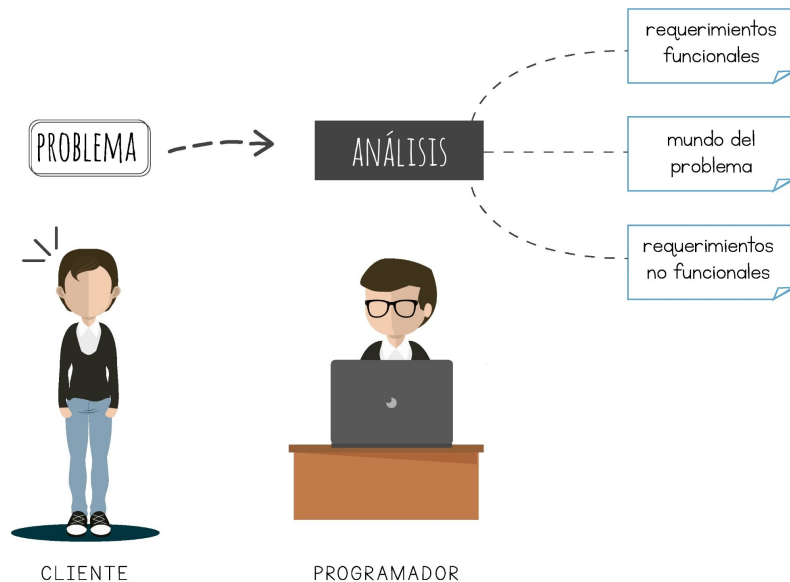 PROBLEMA
ANÁLISIS
requerimientos
funcionales
mundo del
problema
requerimientos
no funcionales
CLIENTE
PROGRAMADOR